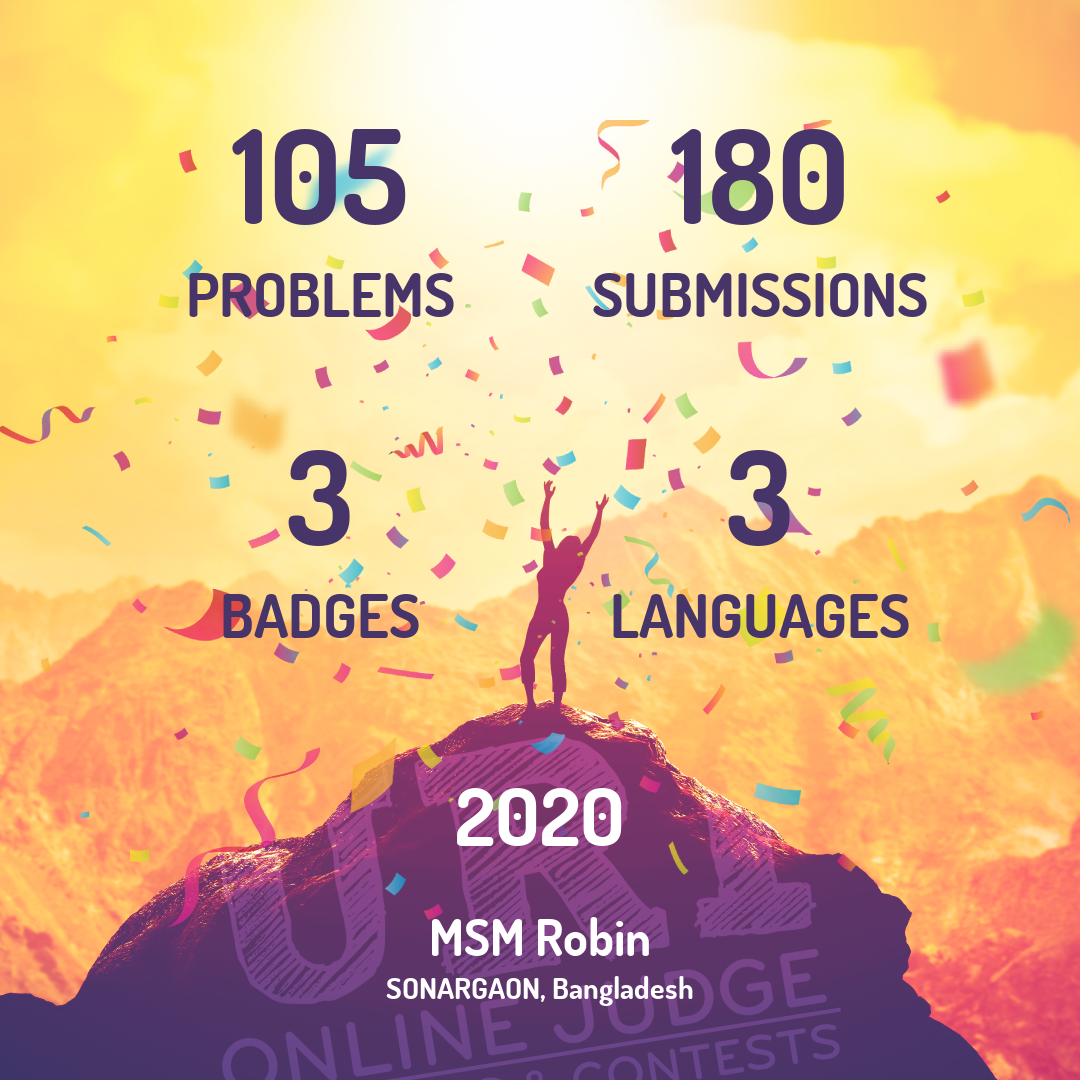 105
180
PROBLEMS
SUBMISSIONS
3
3
BADGES
LANGUAGES
2020
MSM Robin
SONARGAON, Bangladesh
URI
ONLINE JUDGE
& CONTESTS